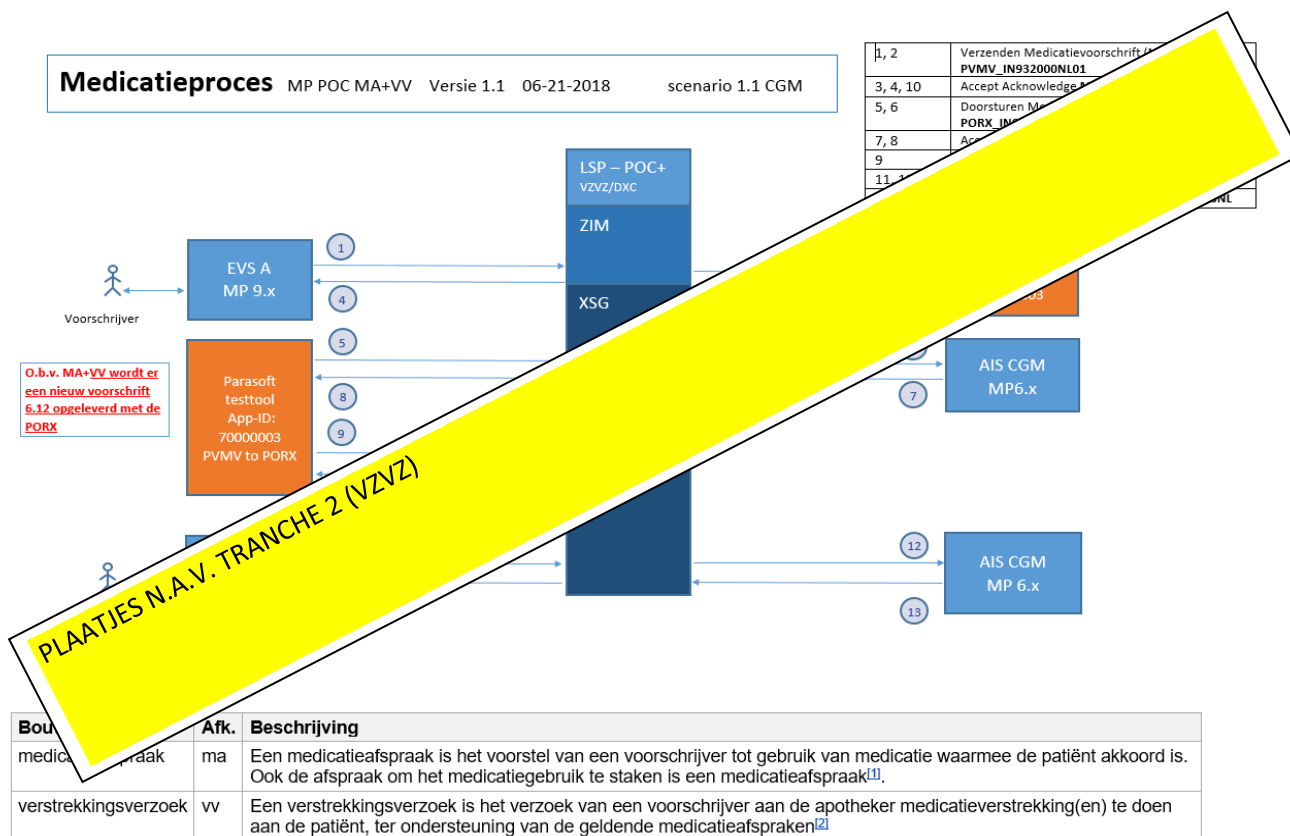 Medicatieproces MP POC MA+VV Versie 1.1 06-21-2018 scenario 1.1 CGM
1, 2 Verzenden Medicatievoorschrift
PVMV_IN932000NL01
3, 4, 10 Accept Acknowledge
5, 6 Doorsturen
7, 8
9
11,
LSP – POC+
VZVZ/DXC
ZIM
XSG
EVS A
MP 9.x
1
4
Voorschrijver
O.b.v. MA+VV wordt er
een nieuw voorschrift
6.12 opgeleverd met de
PORX
Parasoft
testtool
App-ID:
70000003
PVMV to PORX
5
8
9
AIS CGM
MP6.x
7
PLAATJES N.A.V. TRANCHE 2 (VZVZ)
12
13
AIS CGM
MP 6.x
Afk. Beschrijving
ma Een medicatieafspraak is het voorstel van een voorschrijver tot gebruik van medicatie waarmee de patiënt akkoord is.
Ook de afspraak om het medicatiegebruik te staken is een medicatieafspraak[1].
verstrekkingsverzoek vv Een verstrekkingsverzoek is het verzoek van een voorschrijver aan de apotheker medicatieverstrekking(en) te doen
aan de patiënt, ter ondersteuning van de geldende medicatieafspraken[2]